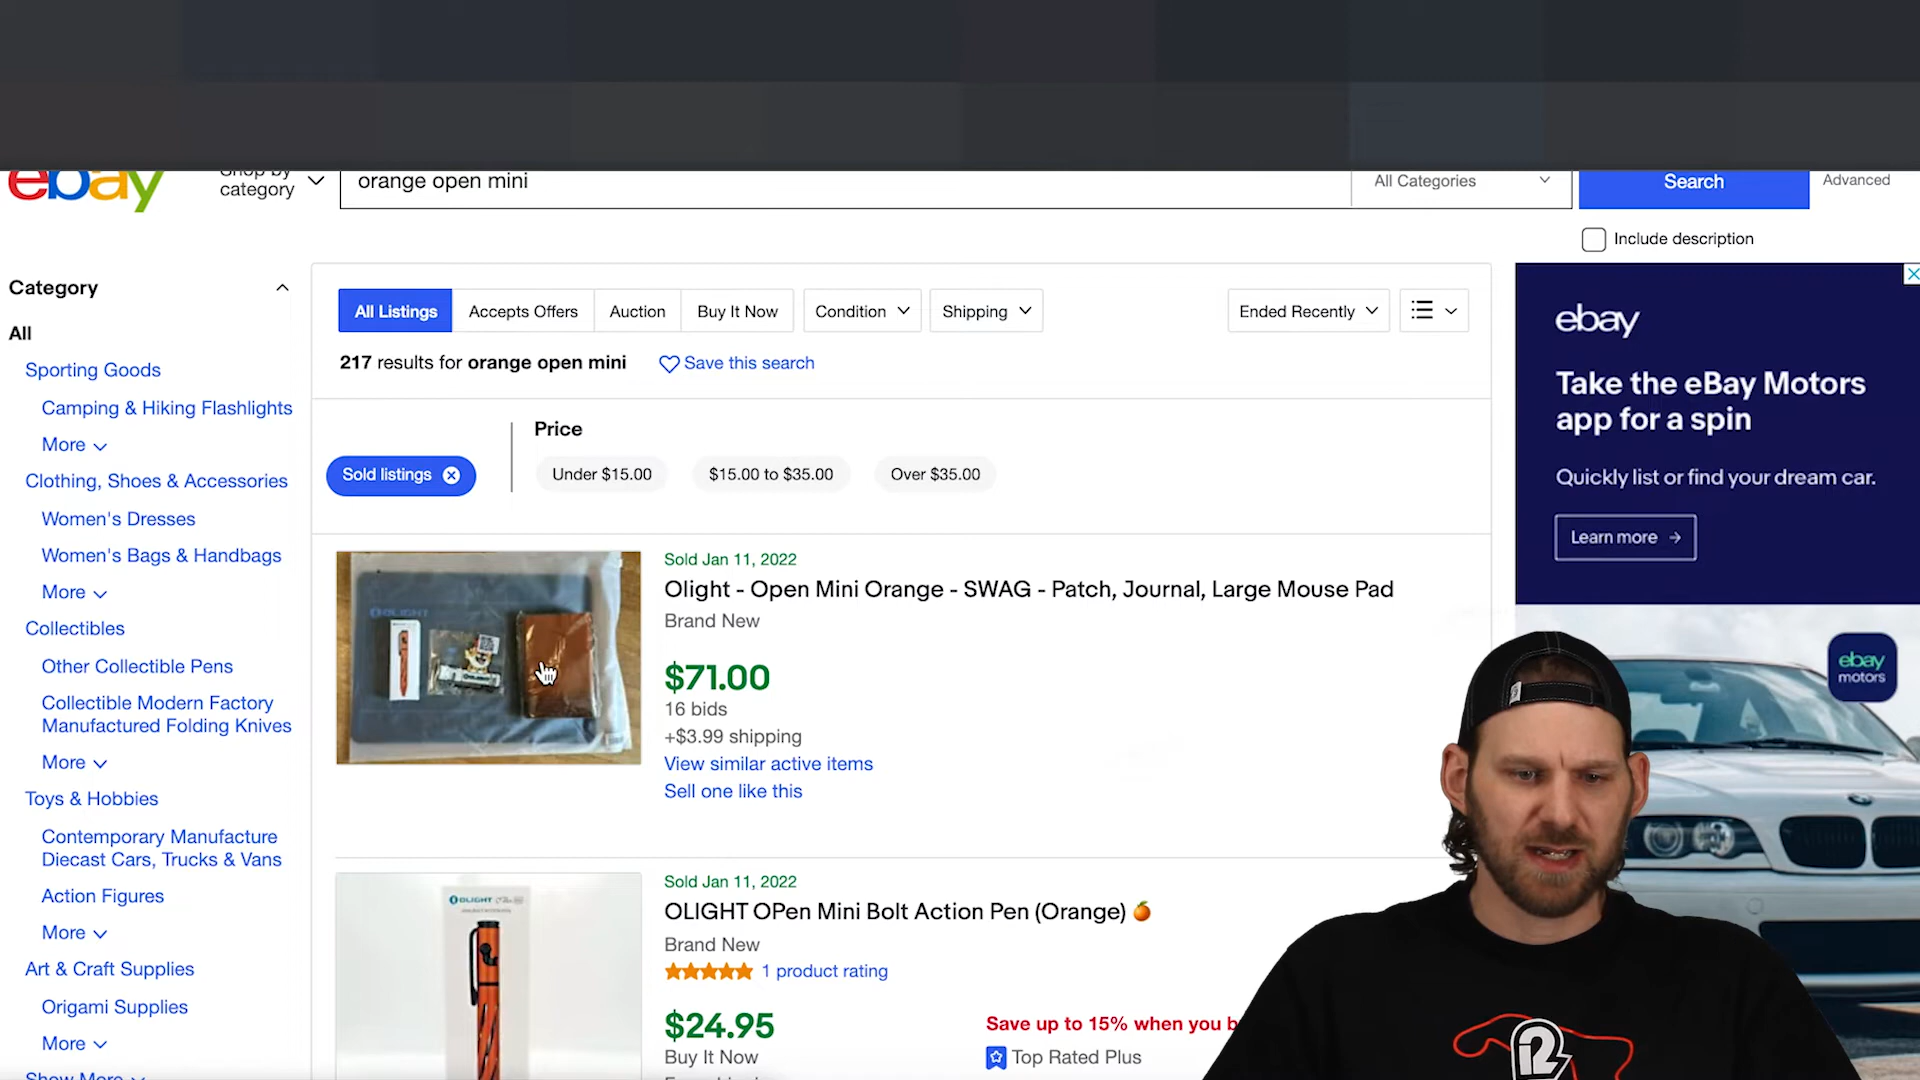 ebay
Shop by
category
orange open mini
All Categories
Search
Advanced
Include description
Category
All
Sporting Goods
Camping & Hiking Flashlights
More
Clothing, Shoes & Accessories
Women's Dresses
Women's Bags & Handbags
More
Collectibles
Other Collectible Pens
Collectible Modern Factory
Manufactured Folding Knives
More
Toys & Hobbies
Contemporary Manufacture
Diecast Cars, Trucks & Vans
Action Figures
More
Art & Craft Supplies
Origami Supplies
More
Show More
All Listings
Accepts Offers
Auction
Buy It Now
Condition
Shipping
Ended Recently
217 results for orange open mini
Save this search
Sold listings
Price
Under $15.00
$15.00 to $35.00
Over $35.00
OLIGHT
Sold Jan 11, 2022
Olight - Open Mini Orange - SWAG - Patch, Journal, Large Mouse Pad
Brand New
$71.00
16 bids
+$3.99 shipping
View similar active items
Sell one like this
OLIGHT
Sold Jan 11, 2022
OLIGHT OPen Mini Bolt Action Pen (Orange) 🍊
Brand New
1 product rating
$24.95
Buy It Now
Save up to 15% when you b
Top Rated Plus
ebay
Take the eBay Motors
app for a spin
Quickly list or find your dream car.
Learn more →
ebay
motors